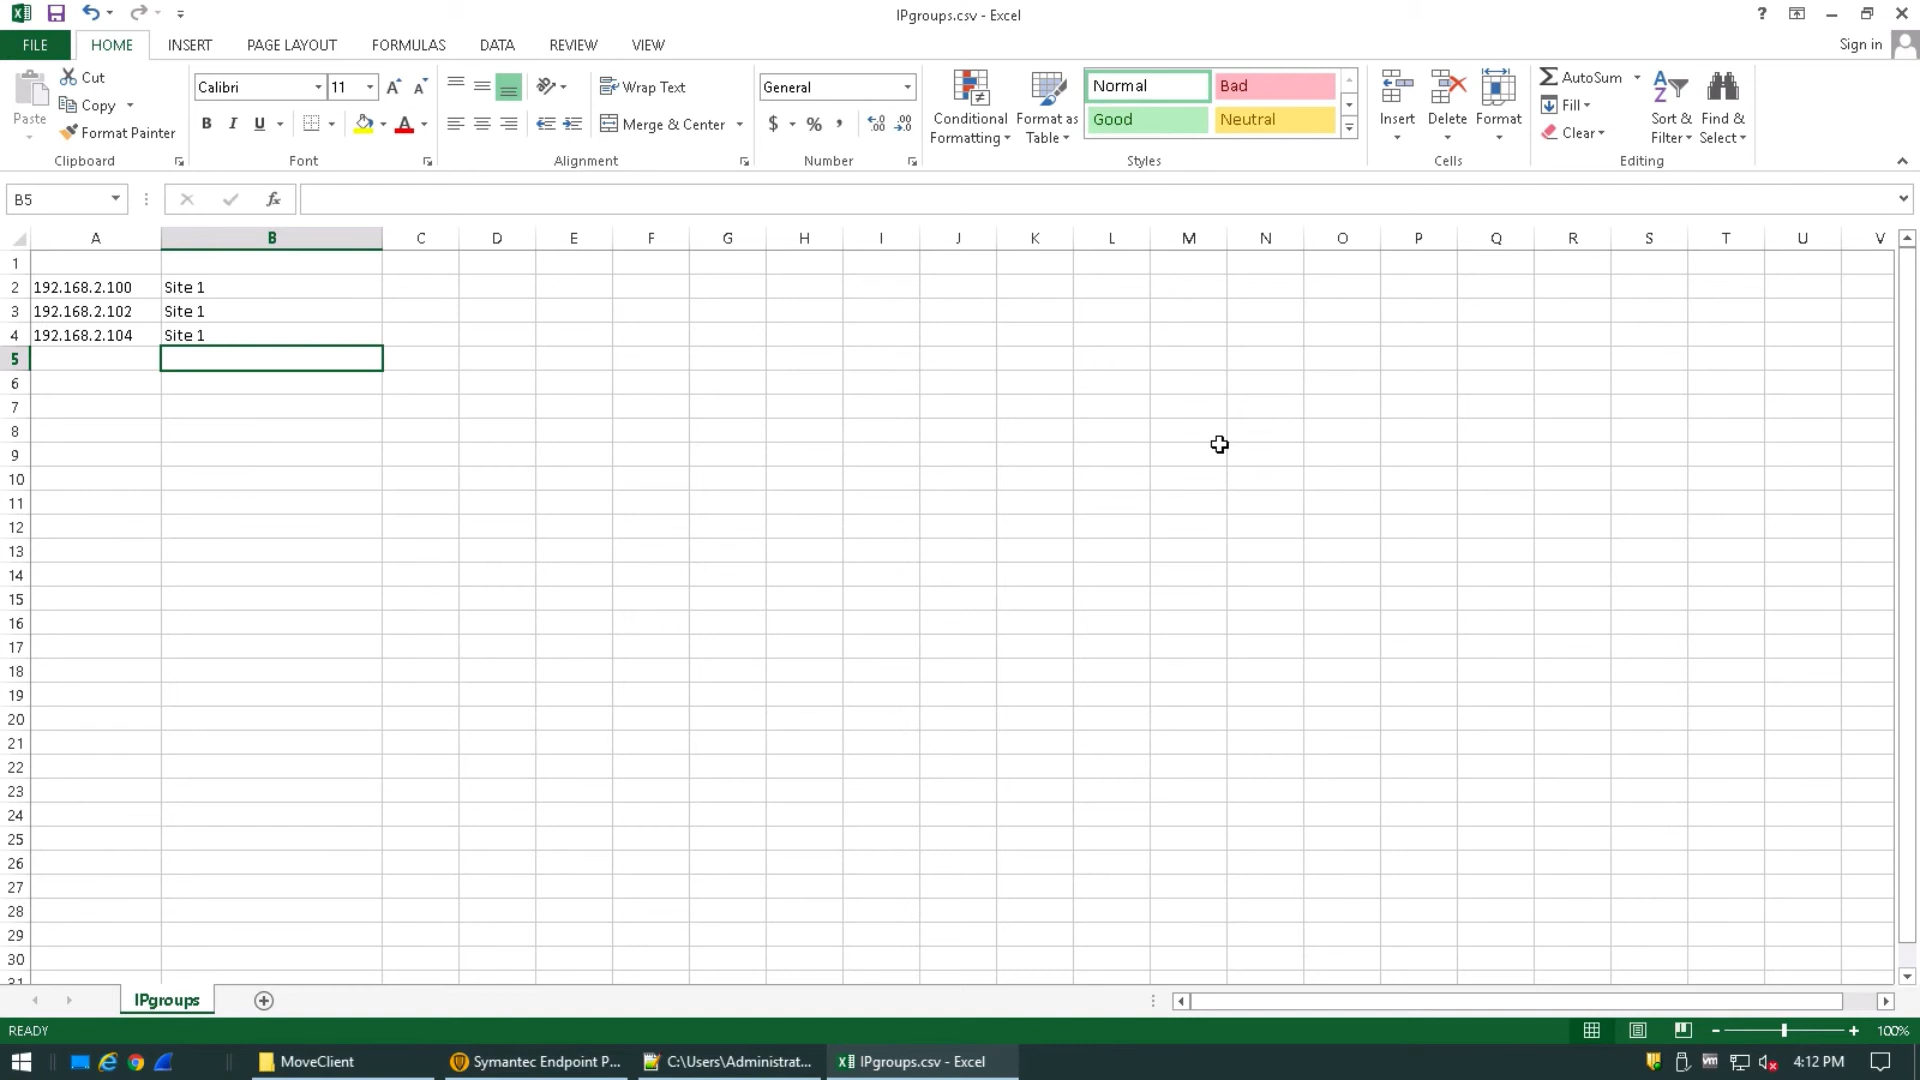 IPgroups.csv - Excel
?
FILE HOME INSERT PAGE LAYOUT FORMULAS DATA REVIEW VIEW Sign in
Paste Cut Copy Format Painter Clipboard
Calibri 11 B I U A Font
Wrap Text Merge & Center Alignment
General $ % , Number
Conditional Formatting Format as Table Normal Bad Good Neutral Styles
Insert Delete Format Cells
AutoSum Fill Clear Sort & Filter Find & Select Editing
B5 fx
A B C D E F G H I J K L M N O P Q R S T U V
1
2 192.168.2.100 Site 1
3 192.168.2.102 Site 1
4 192.168.2.104 Site 1
5
6
7
8
9
10
11
12
13
14
15
16
17
18
19
20
21
22
23
24
25
26
27
28
29
30
31
IPgroups
READY 100%
MoveClient Symantec Endpoint P... C:\Users\Administrat... IPgroups.csv - Excel vm 4:12 PM